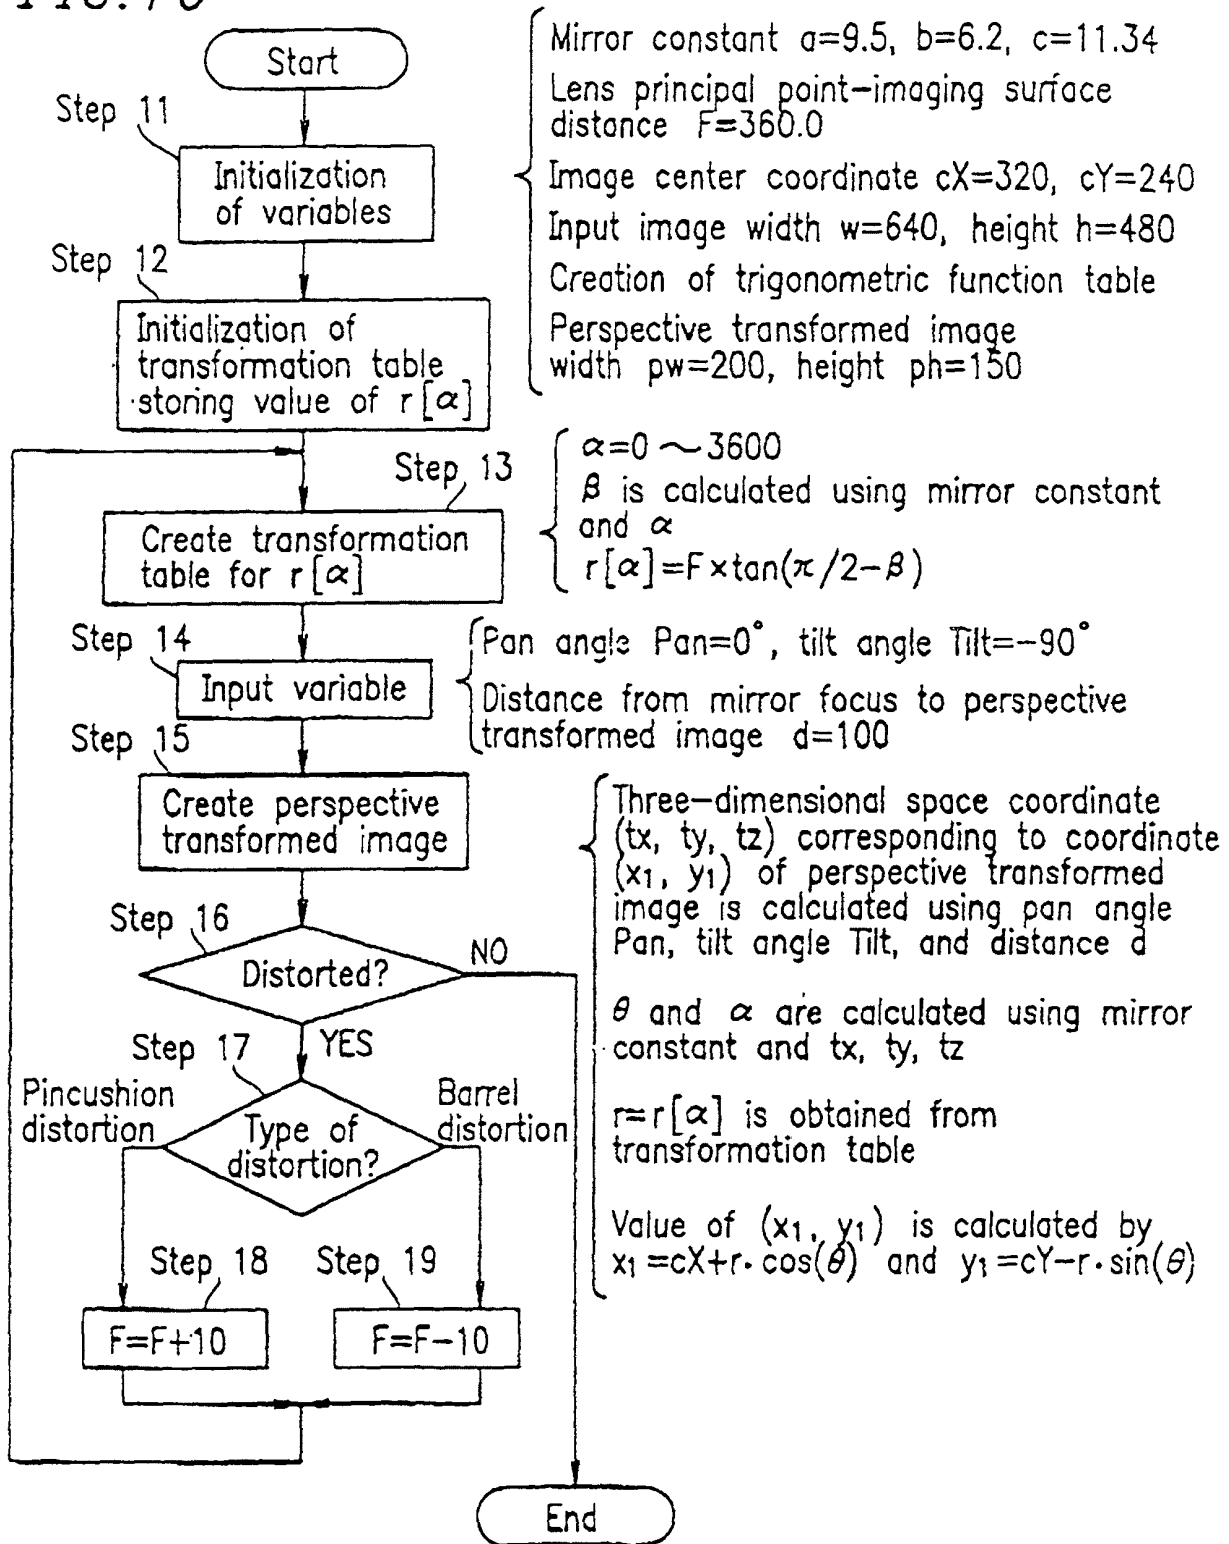 Start
Step 11
Initialization
of variables
Mirror constant a=9.5, b=6.2, c=11.34
Lens principal point-imaging surface
distance F=360.0
Image center coordinate cX=320, cY=240
Input image width w=640, height h=480
Creation of trigonometric function table
Perspective transformed image
width pw=200, height ph=150
Step 12
Initialization of
transformation table
storing value of r[α]
Step 13
Create transformation
table for r[α]
α=0～3600
β is calculated using mirror constant
and α
r[α]=F×tan(π/2-β)
Step 14
Input variable
Pan angle Pan=0°, tilt angle Tilt=-90°
Distance from mirror focus to perspective
transformed image d=100
Step 15
Create perspective
transformed image
Three-dimensional space coordinate
(tx, ty, tz) corresponding to coordinate
(x1, y1) of perspective transformed
image is calculated using pan angle
Pan, tilt angle Tilt, and distance d
θ and α are calculated using mirror
constant and tx, ty, tz
r=r[α] is obtained from
transformation table
Value of (x1, y1) is calculated by
x1=cX+r·cos(θ) and y1=cY-r·sin(θ)
Step 16
Distorted?
NO
YES
Step 17
Type of
distortion?
Pincushion
distortion
Barrel
distortion
Step 18
F=F+10
Step 19
F=F-10
End